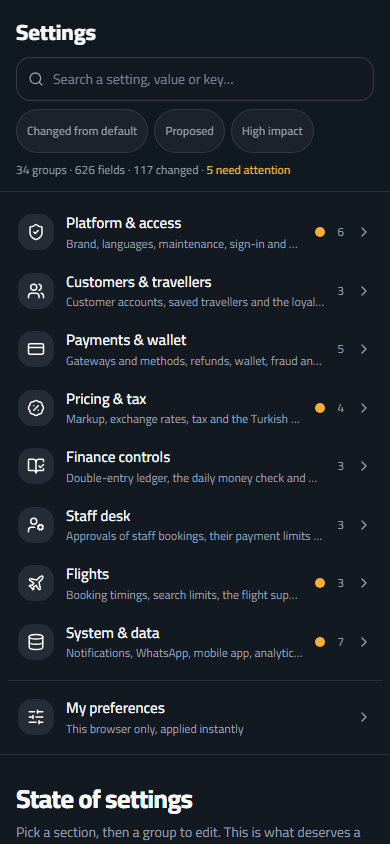 Settings
Search a setting, value or key...
Changed from default
Proposed
High impact
34 groups · 626 fields · 117 changed · 5 need attention
Platform & access
6
Brand, languages, maintenance, sign-in and ...
Customers & travellers
3
Customer accounts, saved travellers and the loyal...
Payments & wallet
5
Gateways and methods, refunds, wallet, fraud an...
Pricing & tax
4
Markup, exchange rates, tax and the Turkish ...
Finance controls
3
Double-entry ledger, the daily money check and ...
Staff desk
3
Approvals of staff bookings, their payment limits ...
Flights
3
Booking timings, search limits, the flight sup...
System & data
7
Notifications, WhatsApp, mobile app, analytic...
My preferences
This browser only, applied instantly
State of settings
Pick a section, then a group to edit. This is what deserves a